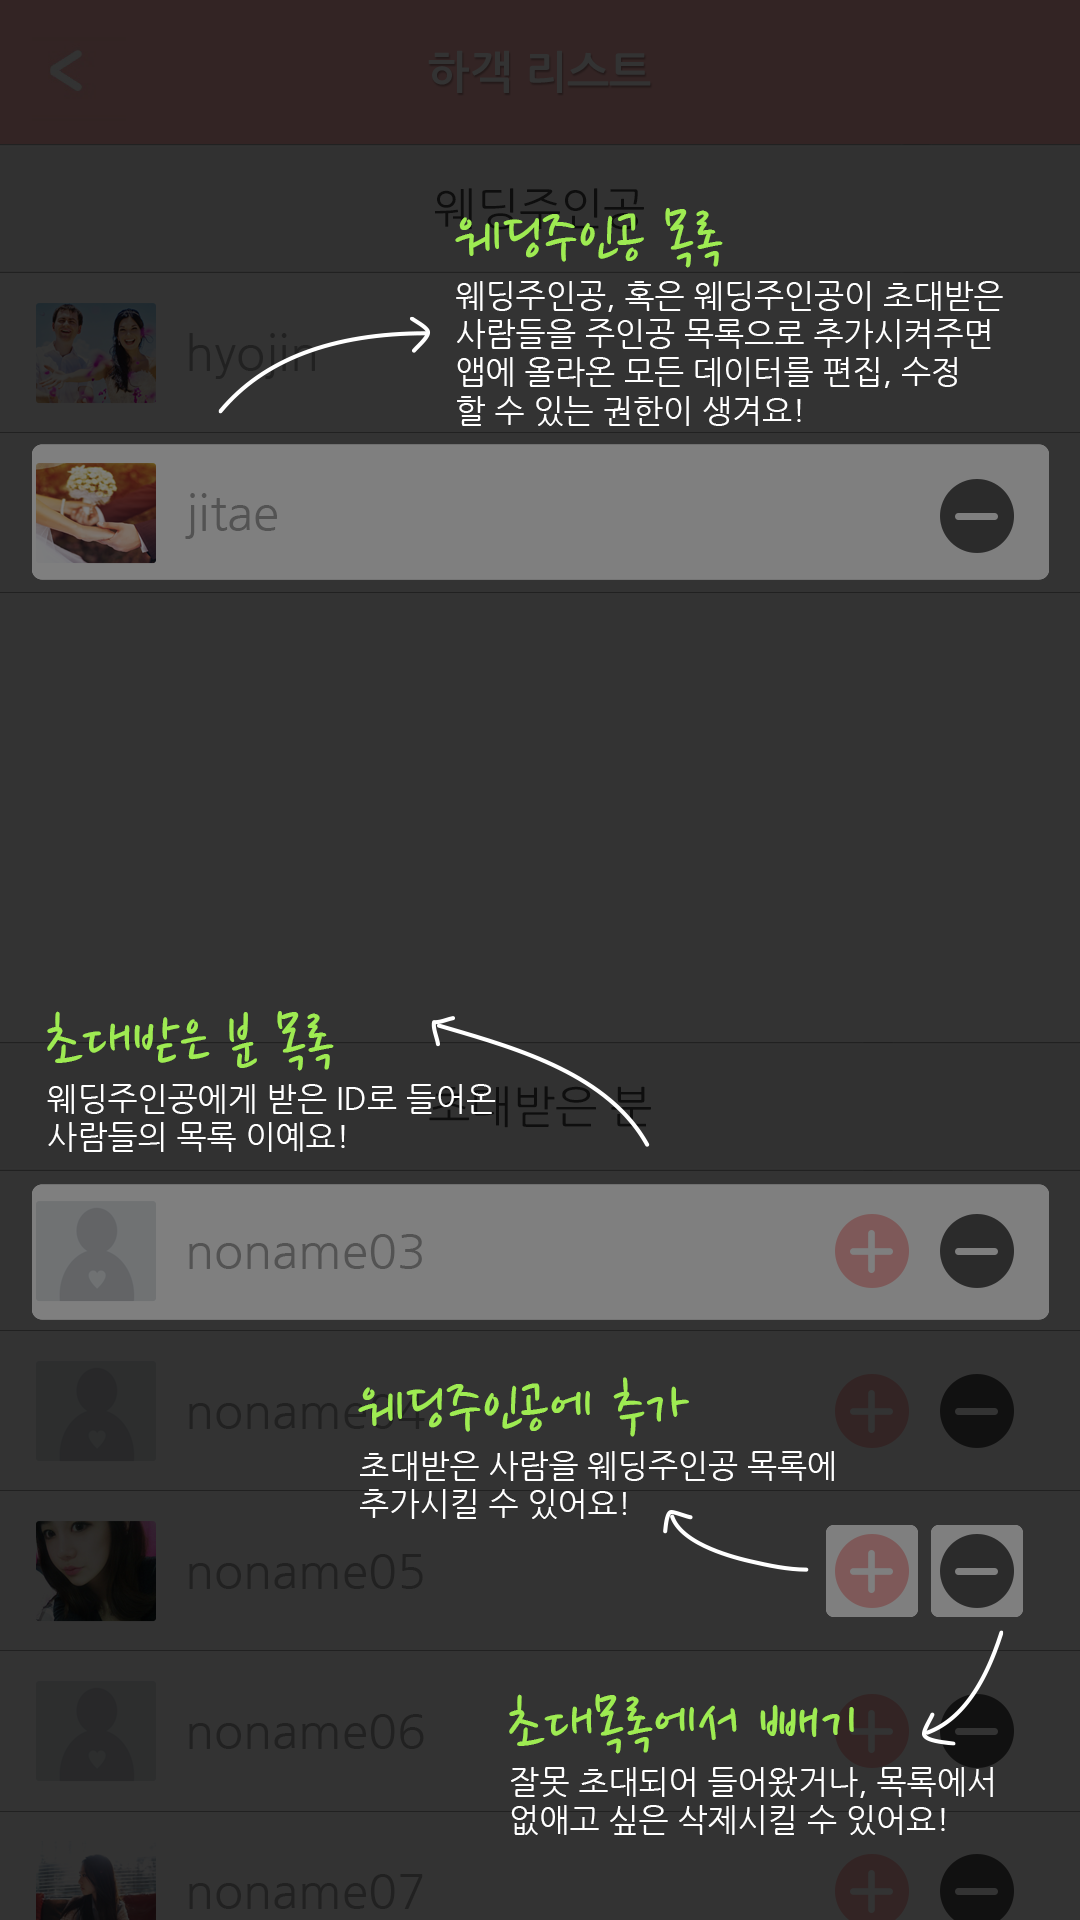 하객 리스트
웨딩주인공
웨딩주인공 목록
웨딩주인공, 혹은 웨딩주인공이 초대받은
사람들을 주인공 목록으로 추가시켜주면
앱에 올라온 모든 데이터를 편집, 수정
할 수 있는 권한이 생겨요!
hyojin
jitae
초대받은 분 목록
웨딩주인공에게 받은 ID로 들어온
사람들의 목록 이예요!
초대받은 분
noname03
noname04
웨딩주인공에 추가
초대받은 사람을 웨딩주인공 목록에
추가시킬 수 있어요!
noname05
noname06
초대목록에서 빼기
잘못 초대되어 들어왔거나, 목록에서
없애고 싶은 삭제시킬 수 있어요!
noname07